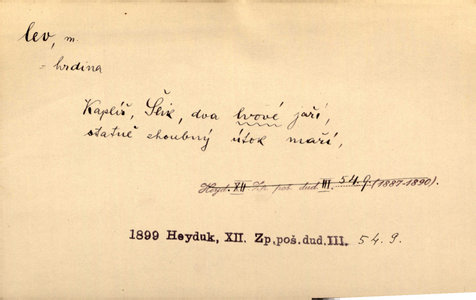 lev, m.
= hrdina
Kaplíř, Šlik, dva lvové jaří,
statně zhoubný útok maří,
Heyd. XII Zp. poš. dud. III. 54.9. (1887-1890).
1899 Heyduk, XII. Zp.poš.dud.III. 54.9.